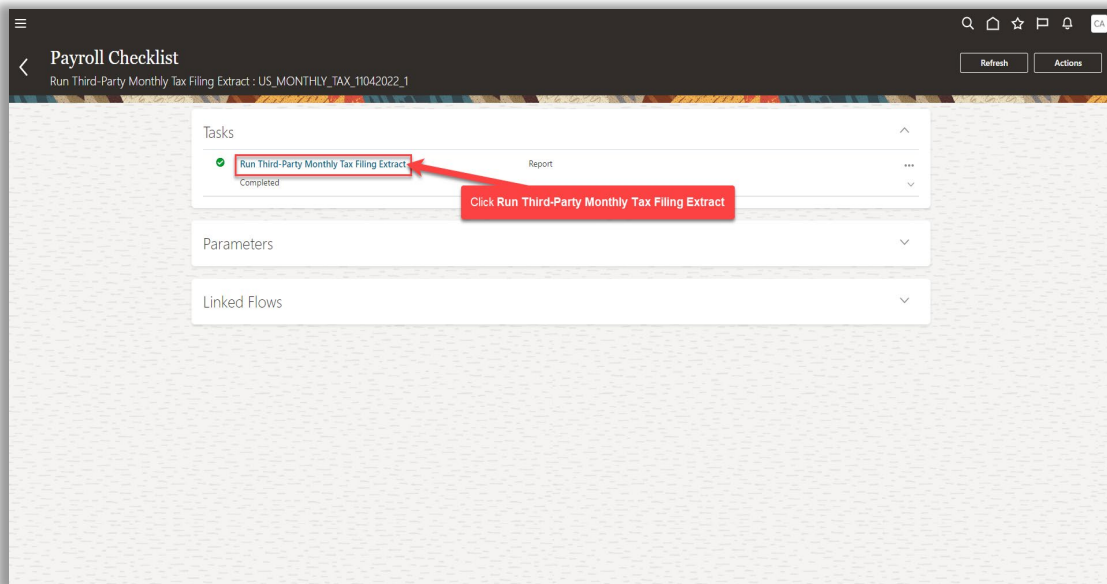 CA
Payroll Checklist
Run Third-Party Monthly Tax Filing Extract : US_MONTHLY_TAX_11042022_1
Refresh
Actions
Tasks
Run Third-Party Monthly Tax Filing Extract
Report
Completed
Click Run Third-Party Monthly Tax Filing Extract
Parameters
Linked Flows